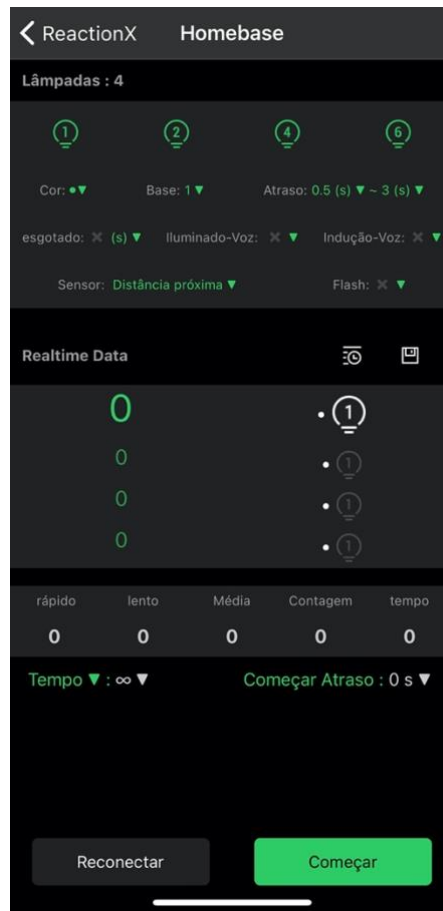 ReactionX Homebase
Lâmpadas : 4
1 2 4 6
Cor: Base: 1 Atraso: 0.5 (s) ~ 3 (s)
esgotado: (s) Iluminado-Voz: Indução-Voz:
Sensor: Distância próxima Flash:
Realtime Data
0 1
0 1
0 1
0 1
rápido lento Média Contagem tempo
0 0 0 0 0
Tempo : ∞ Começar Atraso : 0 s
Reconectar Começar